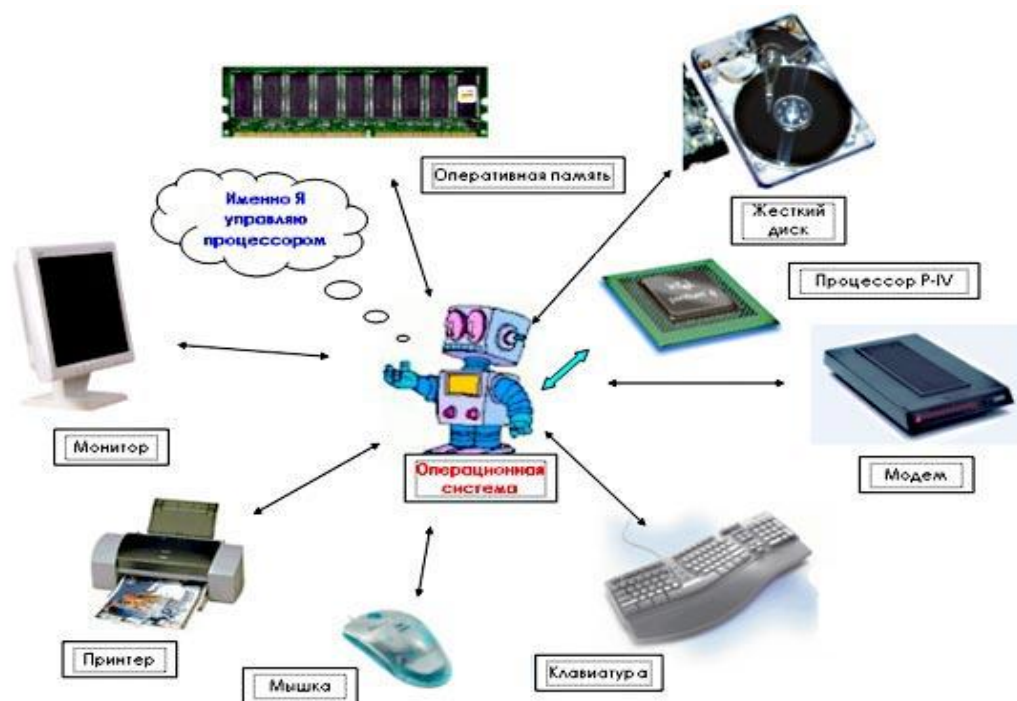 Оперативная память
Именно Я
управляю
процессором
Жесткий
диск
Процессор P-IV
Монитор
Операционная
система
Модем
Принтер
Мышка
Клавиатура